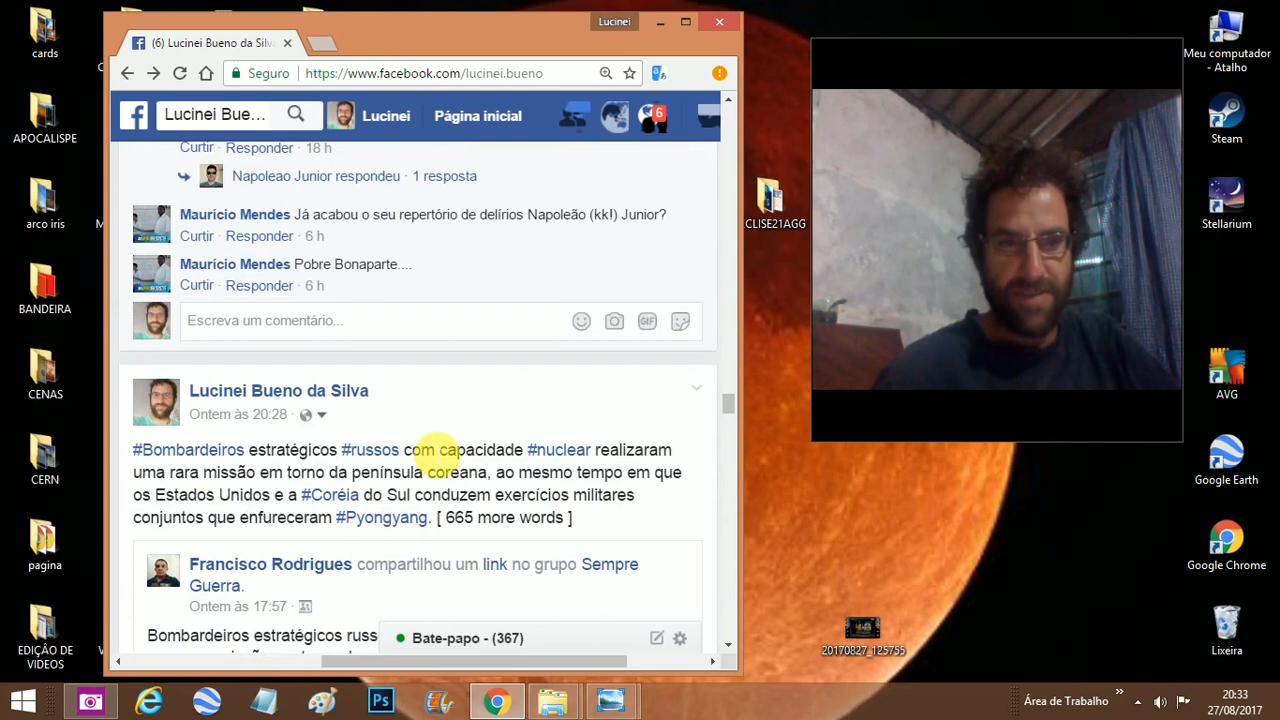 cards
APOCALISPE
arco iris
BANDEIRA
CENAS
CERN
pagina
EDIÇÃO DE
VIDEOS
Lucinei
(6) Lucinei Bueno da Silva
Seguro
https://www.facebook.com/lucinei.bueno
Lucinei Bue...
Lucinei
Página inicial
6
Curtir · Responder · 18 h
Napoleao Junior respondeu · 1 resposta
Maurício Mendes Já acabou o seu repertório de delírios Napoleão (kk!) Junior?
Curtir · Responder · 6 h
Maurício Mendes Pobre Bonaparte....
Curtir · Responder · 6 h
Escreva um comentário...
GIF
Lucinei Bueno da Silva
Ontem às 20:28 ·
#Bombardeiros estratégicos #russos com capacidade #nuclear realizaram
uma rara missão em torno da península coreana, ao mesmo tempo em que
os Estados Unidos e a #Coréia do Sul conduzem exercícios militares
conjuntos que enfureceram #Pyongyang. [ 665 more words ]
Francisco Rodrigues compartilhou um link no grupo Sempre
Guerra.
Ontem às 17:57 ·
Bombardeiros estratégicos russ
Bate-papo - (367)
CLISE21AGG
20170827_125755
Meu computador
- Atalho
Steam
Stellarium
AVG
Google Earth
Google Chrome
Lixeira
Ps
Área de Trabalho
20:33
27/08/2017